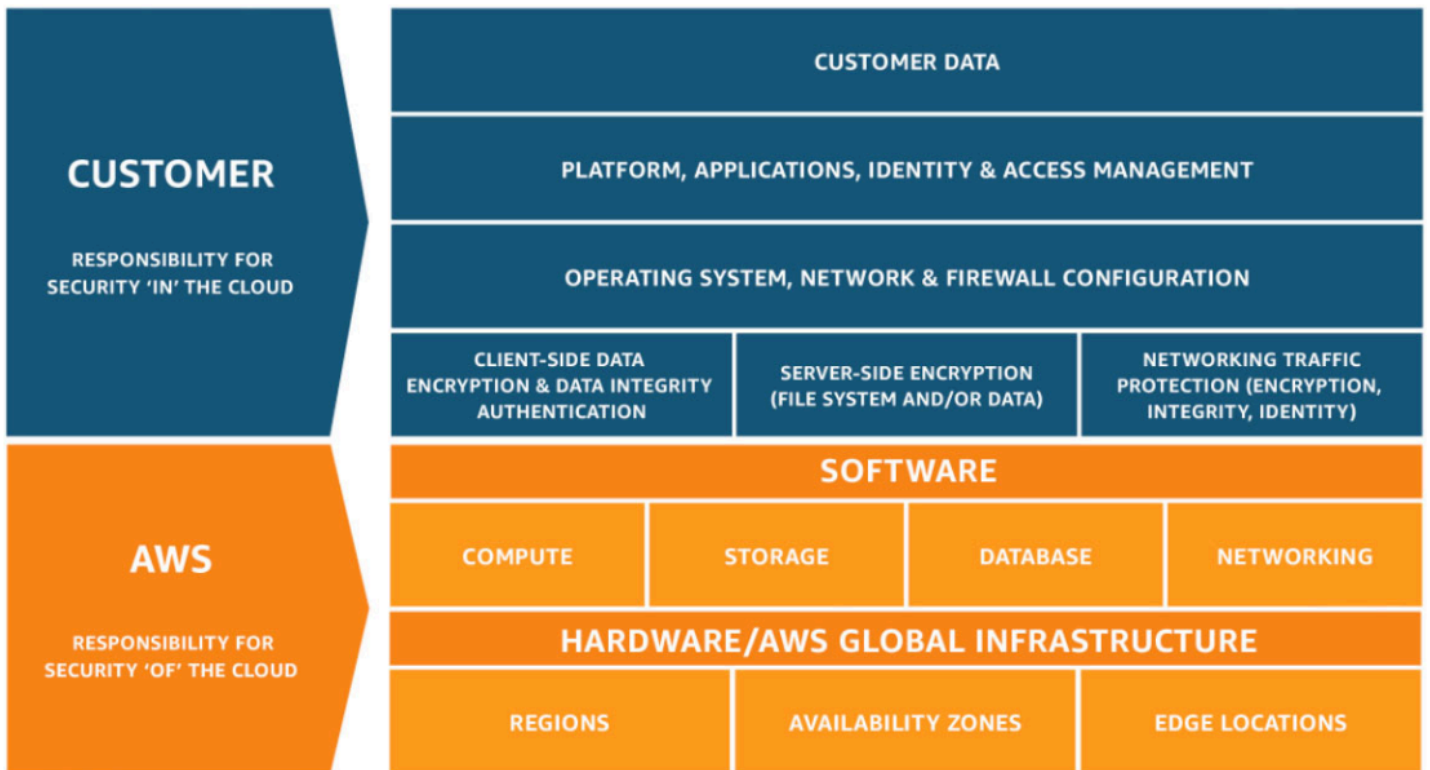 CUSTOMER
RESPONSIBILITY FOR
SECURITY ‘IN’ THE CLOUD
CUSTOMER DATA
PLATFORM, APPLICATIONS, IDENTITY & ACCESS MANAGEMENT
OPERATING SYSTEM, NETWORK & FIREWALL CONFIGURATION
CLIENT-SIDE DATA
ENCRYPTION & DATA INTEGRITY
AUTHENTICATION
SERVER-SIDE ENCRYPTION
(FILE SYSTEM AND/OR DATA)
NETWORKING TRAFFIC
PROTECTION (ENCRYPTION,
INTEGRITY, IDENTITY)
AWS
RESPONSIBILITY FOR
SECURITY ‘OF’ THE CLOUD
SOFTWARE
COMPUTE
STORAGE
DATABASE
NETWORKING
HARDWARE/AWS GLOBAL INFRASTRUCTURE
REGIONS
AVAILABILITY ZONES
EDGE LOCATIONS